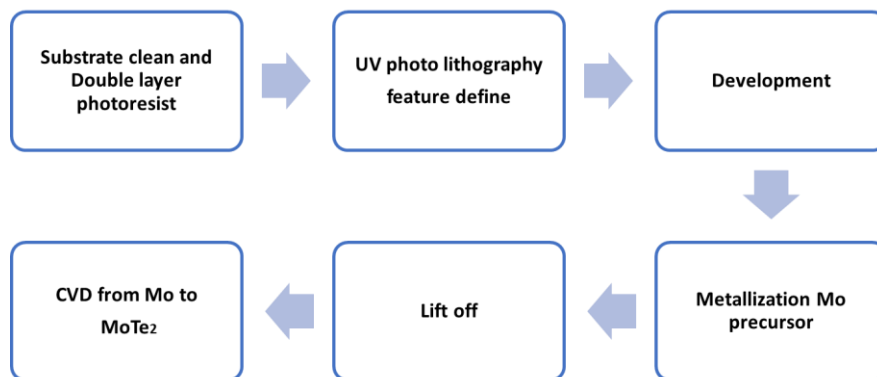 Substrate clean and
Double layer
photoresist
UV photo lithography
feature define
Development
Metallization Mo
precursor
Lift off
CVD from Mo to
MoTe2